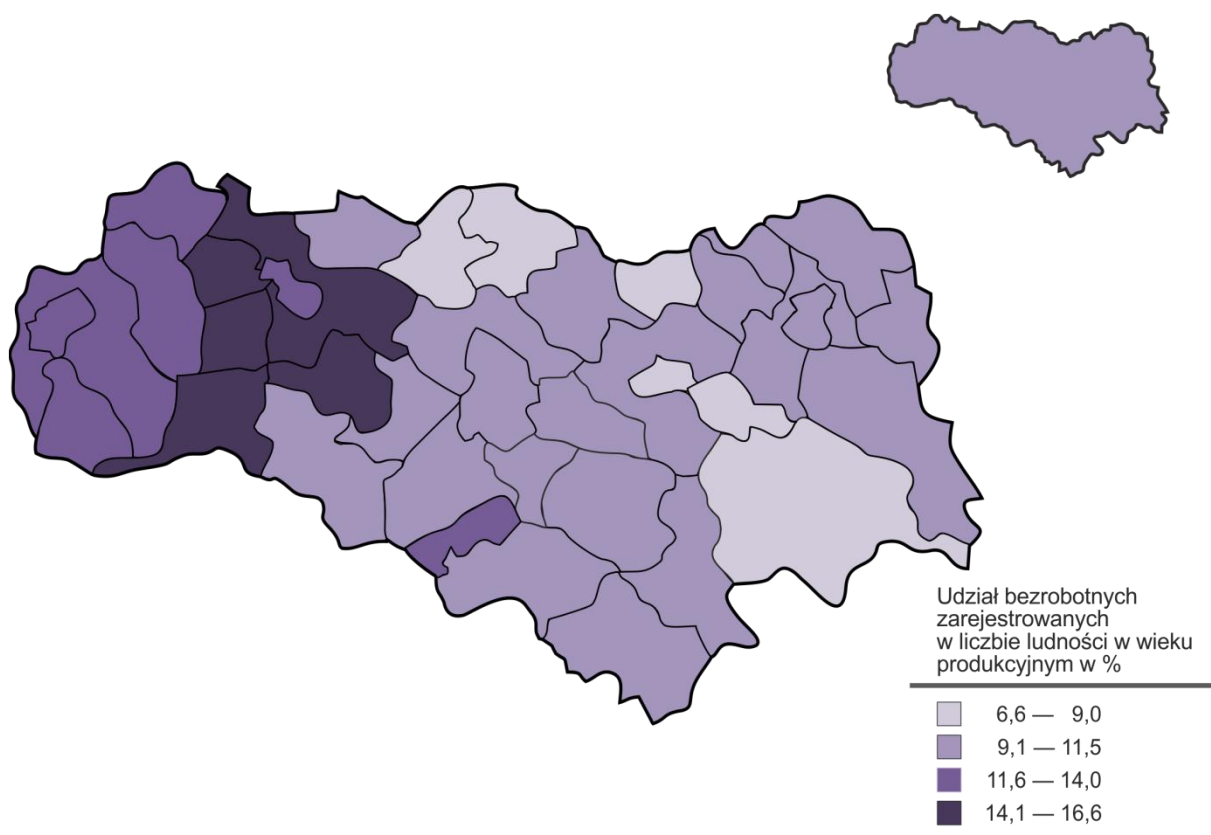 Udział bezrobotnych
zarejestrowanych
w liczbie ludności w wieku
produkcyjnym w %
6,6 — 9,0
9,1 — 11,5
11,6 — 14,0
14,1 — 16,6